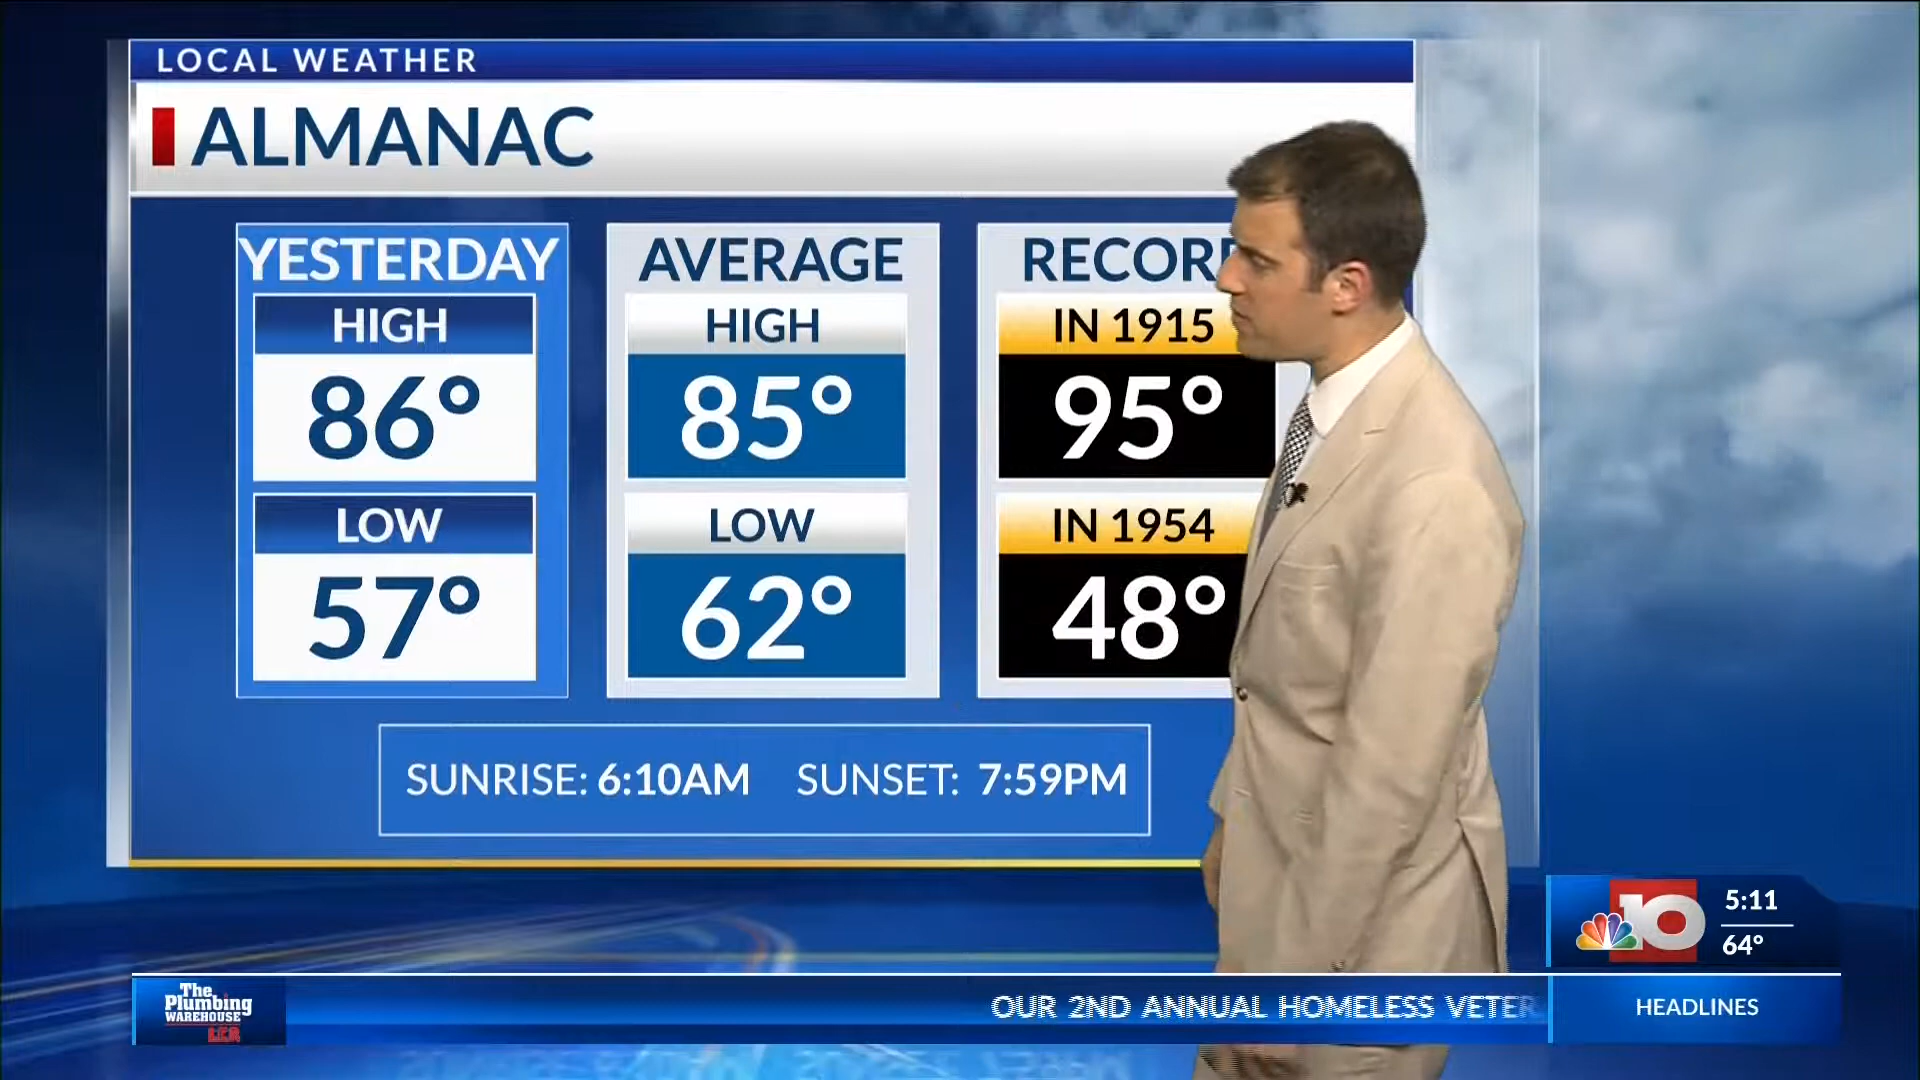 LOCAL WEATHER
ALMANAC
YESTERDAY
HIGH
86°
LOW
57°
AVERAGE
HIGH
85°
LOW
62°
RECOR
IN 1915
95°
IN 1954
48°
SUNRISE: 6:10AM SUNSET: 7:59PM
10
5:11
64°
The
Plumbing
WAREHOUSE
OUR 2ND ANNUAL HOMELESS VETER
HEADLINES